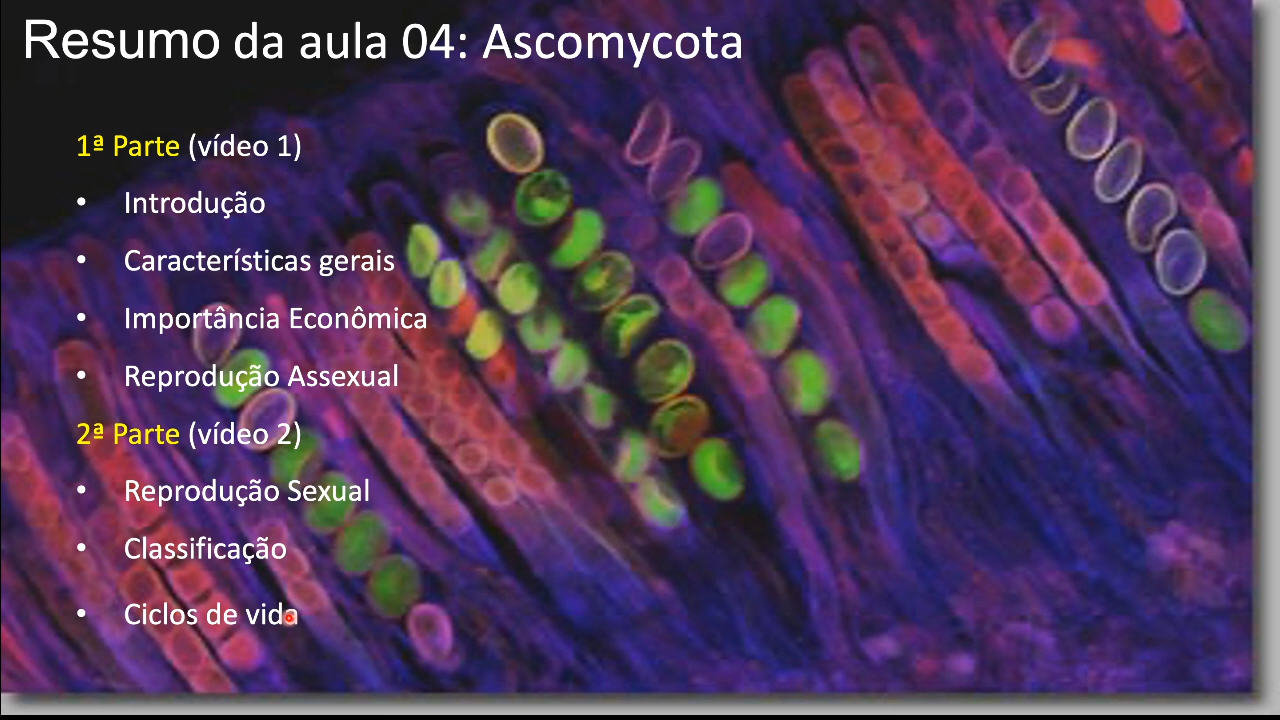 Resumo da aula 04: Ascomycota
1ª Parte (vídeo 1)
• Introdução
• Características gerais
• Importância Econômica
• Reprodução Assexual
2ª Parte (vídeo 2)
• Reprodução Sexual
• Classificação
• Ciclos de vida